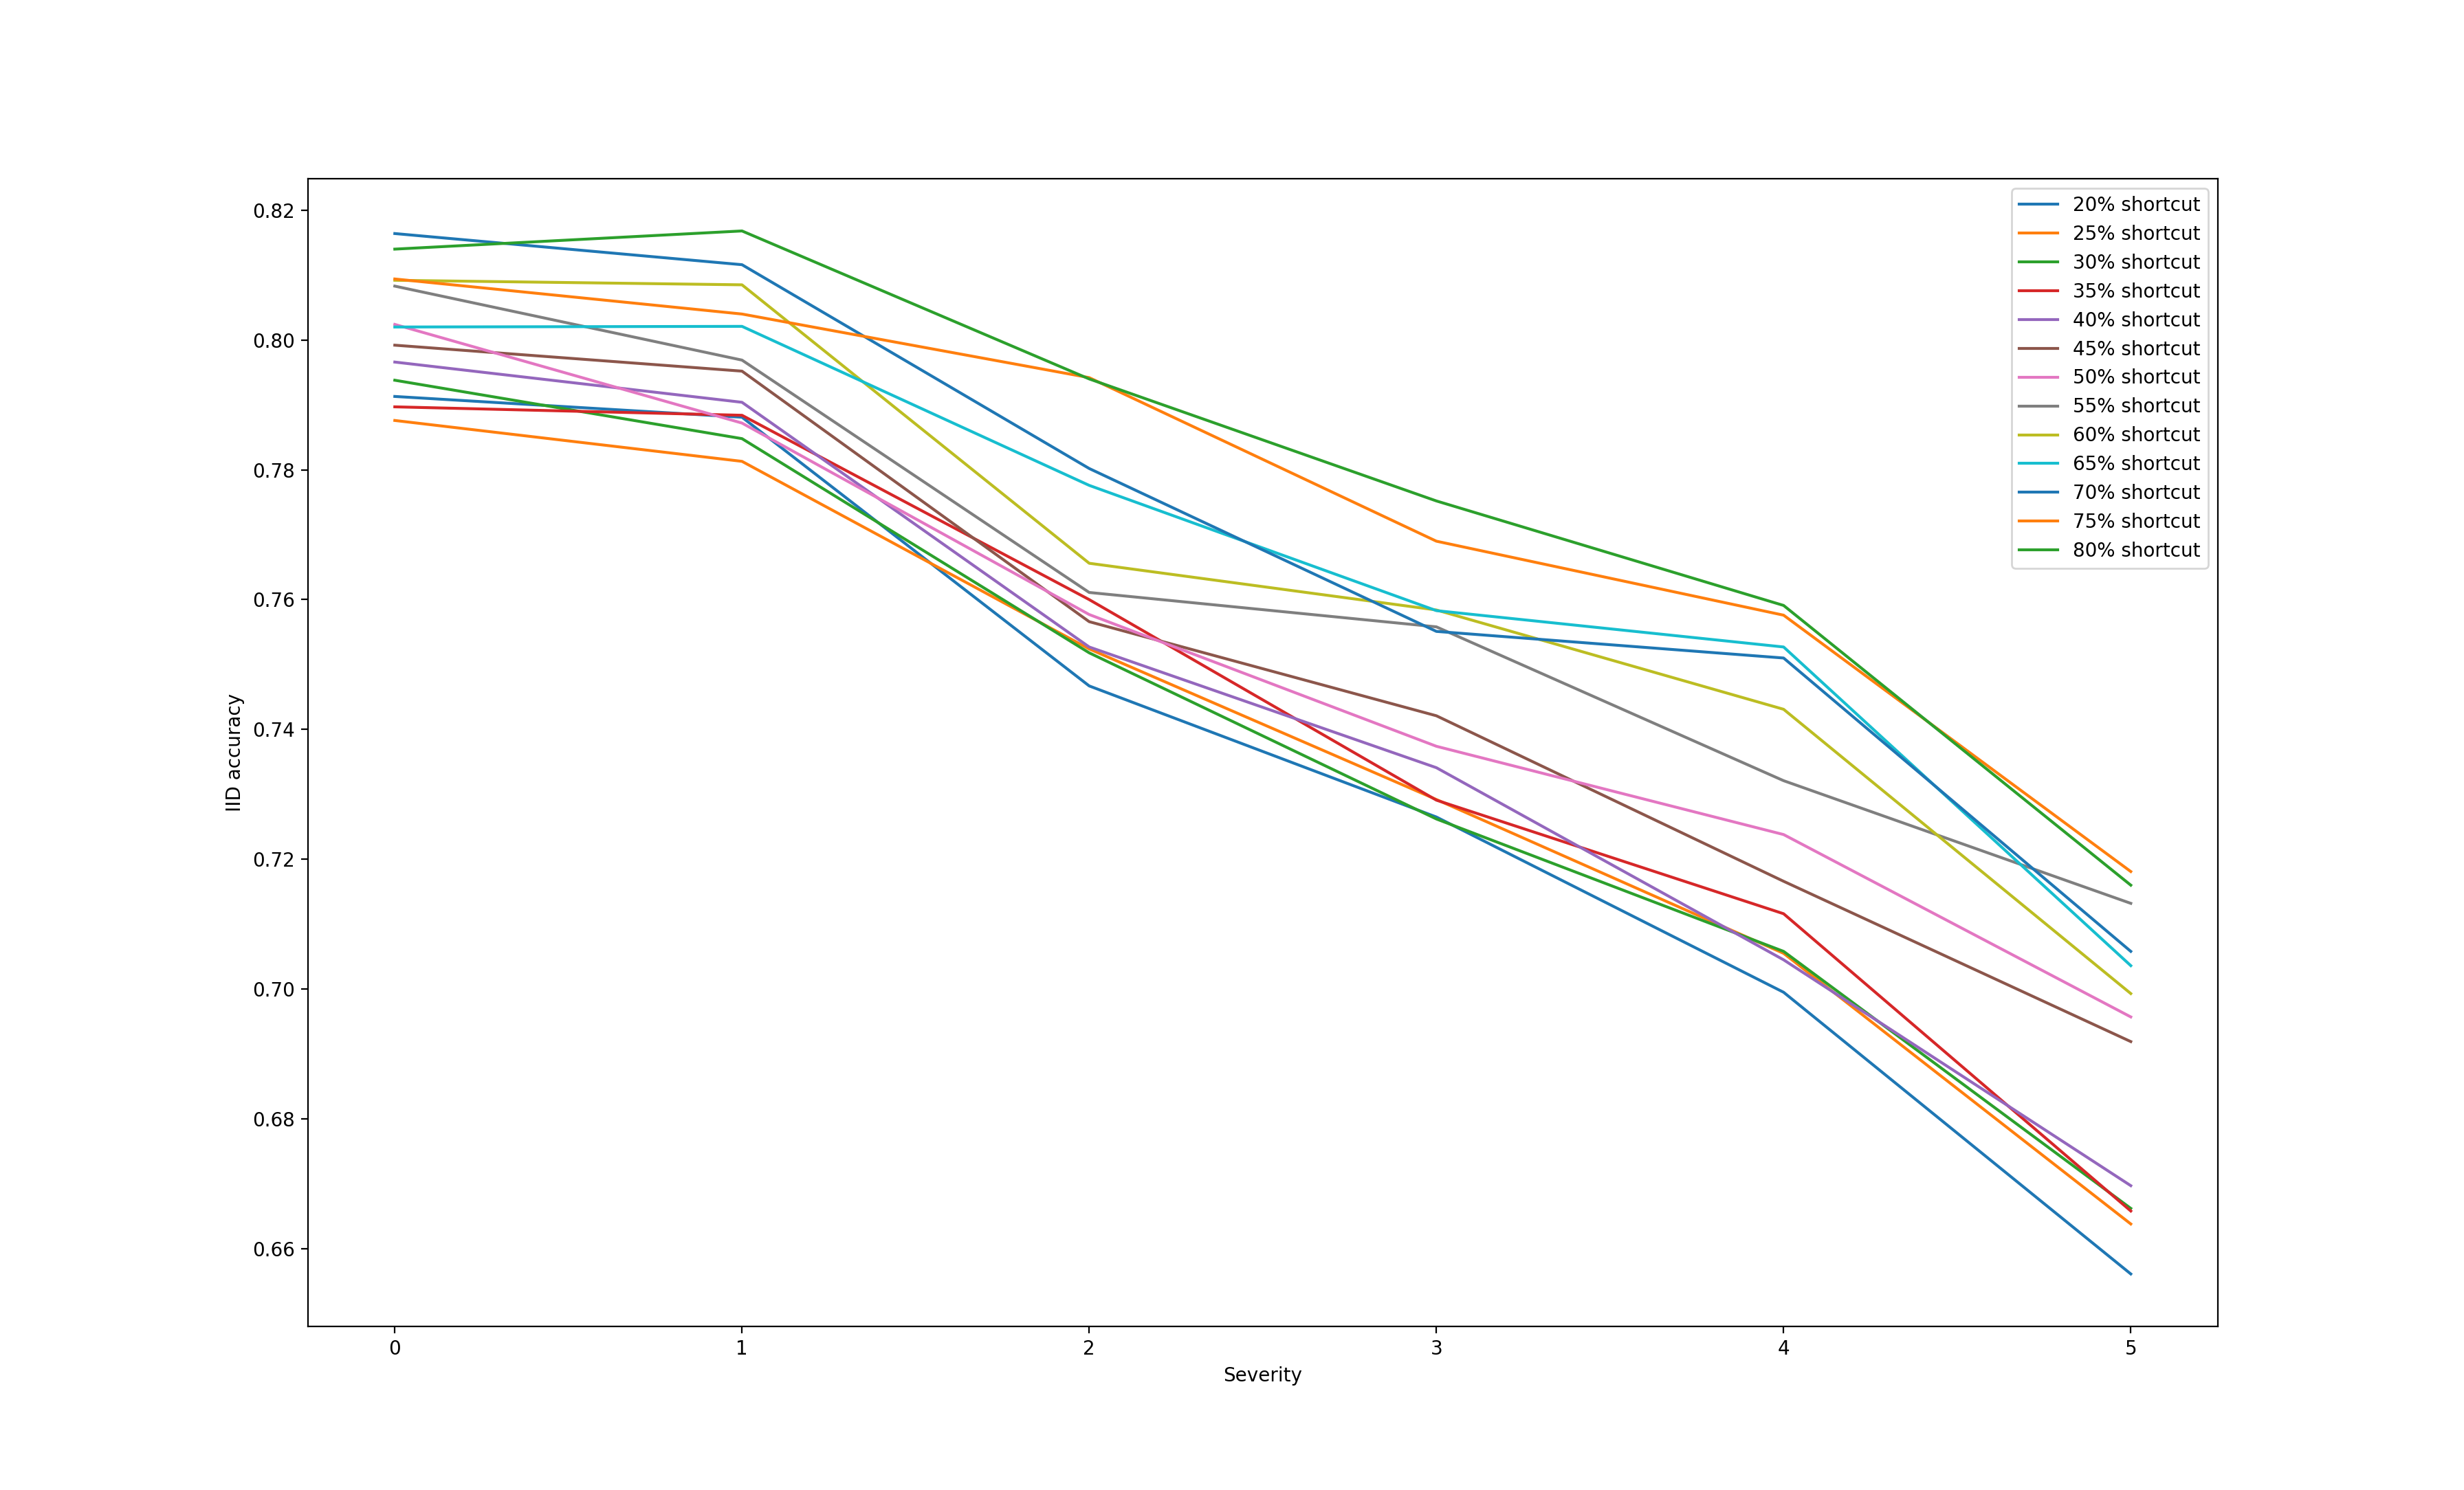 0.82
0.80
0.78
0.76
0.74
0.72
0.70
0.68
0.66
IID accuracy
0 1 2 3 4 5
Severity
20% shortcut
25% shortcut
30% shortcut
35% shortcut
40% shortcut
45% shortcut
50% shortcut
55% shortcut
60% shortcut
65% shortcut
70% shortcut
75% shortcut
80% shortcut